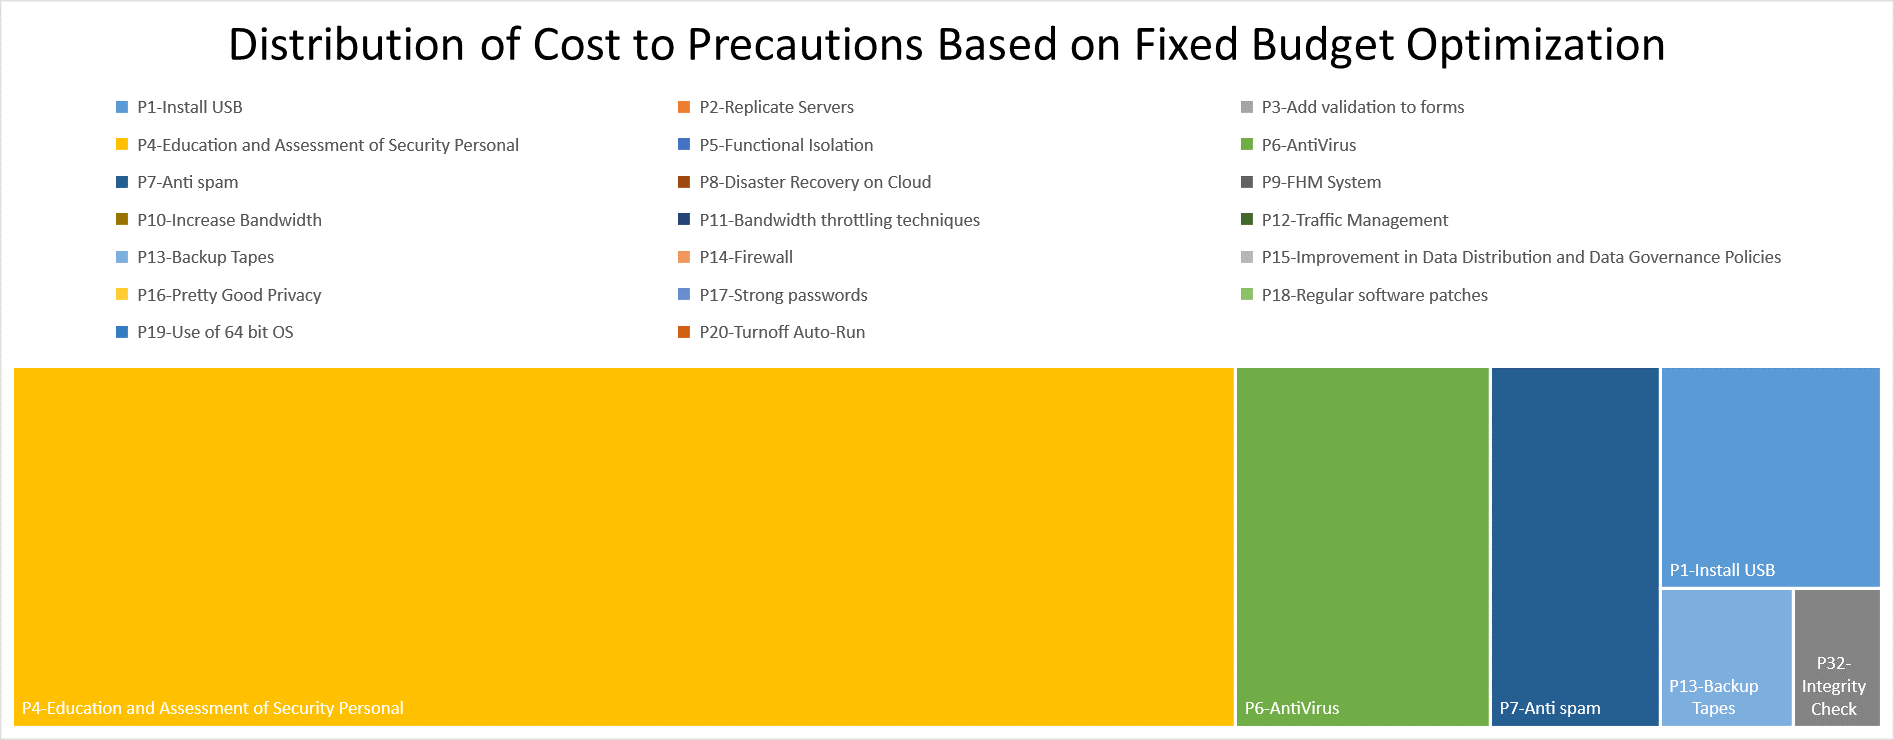 Distribution of Cost to Precautions Based on Fixed Budget Optimization
P1-Install USB
P2-Replicate Servers
P3-Add validation to forms
P4-Education and Assessment of Security Personal
P5-Functional Isolation
P6-AntiVirus
P7-Anti spam
P8-Disaster Recovery on Cloud
P9-FHM System
P10-Increase Bandwidth
P11-Bandwidth throttling techniques
P12-Traffic Management
P13-Backup Tapes
P14-Firewall
P15-Improvement in Data Distribution and Data Governance Policies
P16-Pretty Good Privacy
P17-Strong passwords
P18-Regular software patches
P19-Use of 64 bit OS
P20-Turnoff Auto-Run
P4-Education and Assessment of Security Personal
P6-AntiVirus
P7-Anti spam
P1-Install USB
P13-Backup
Tapes
P32-
Integrity
Check